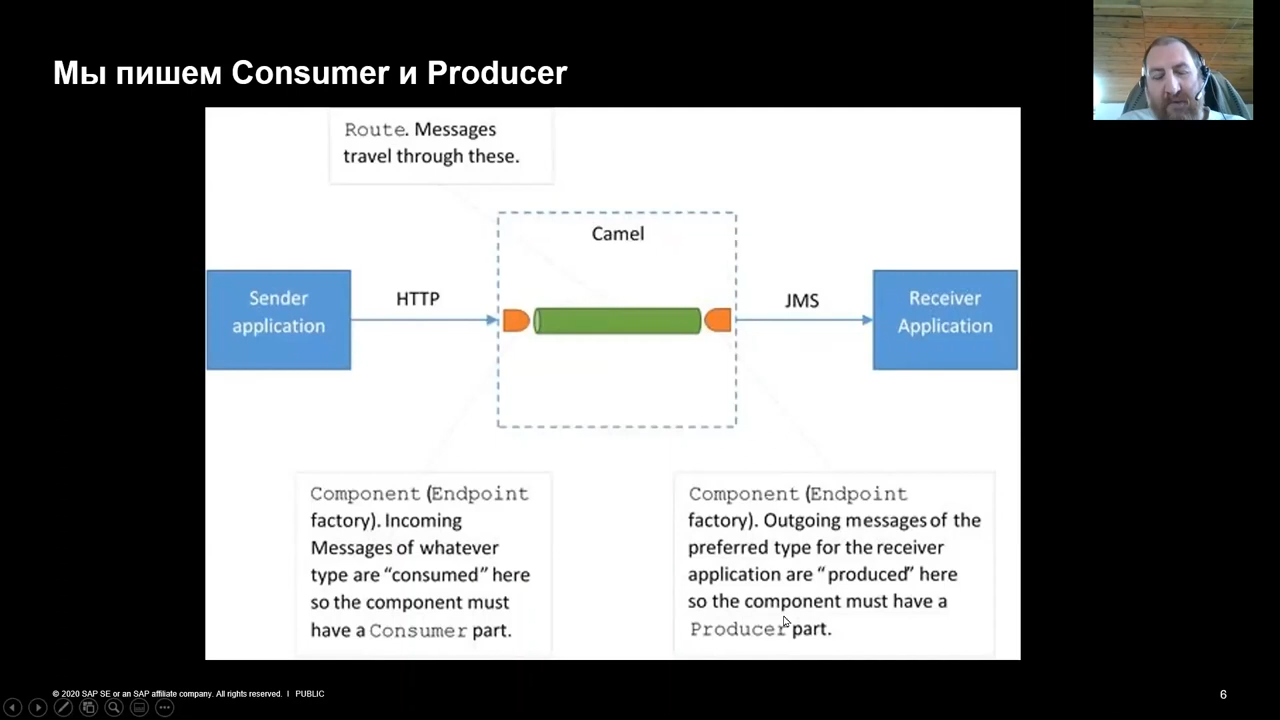 Мы пишем Consumer и Producer
Route. Messages
travel through these.
Camel
Sender
application
HTTP
JMS
Receiver
Application
Component (Endpoint
factory). Incoming
Messages of whatever
type are “consumed” here
so the component must
have a Consumer part.
Component (Endpoint
factory). Outgoing messages of the
preferred type for the receiver
application are “produced” here
so the component must have a
Producer part.
© 2020 SAP SE or an SAP affiliate company. All rights reserved. I PUBLIC
6